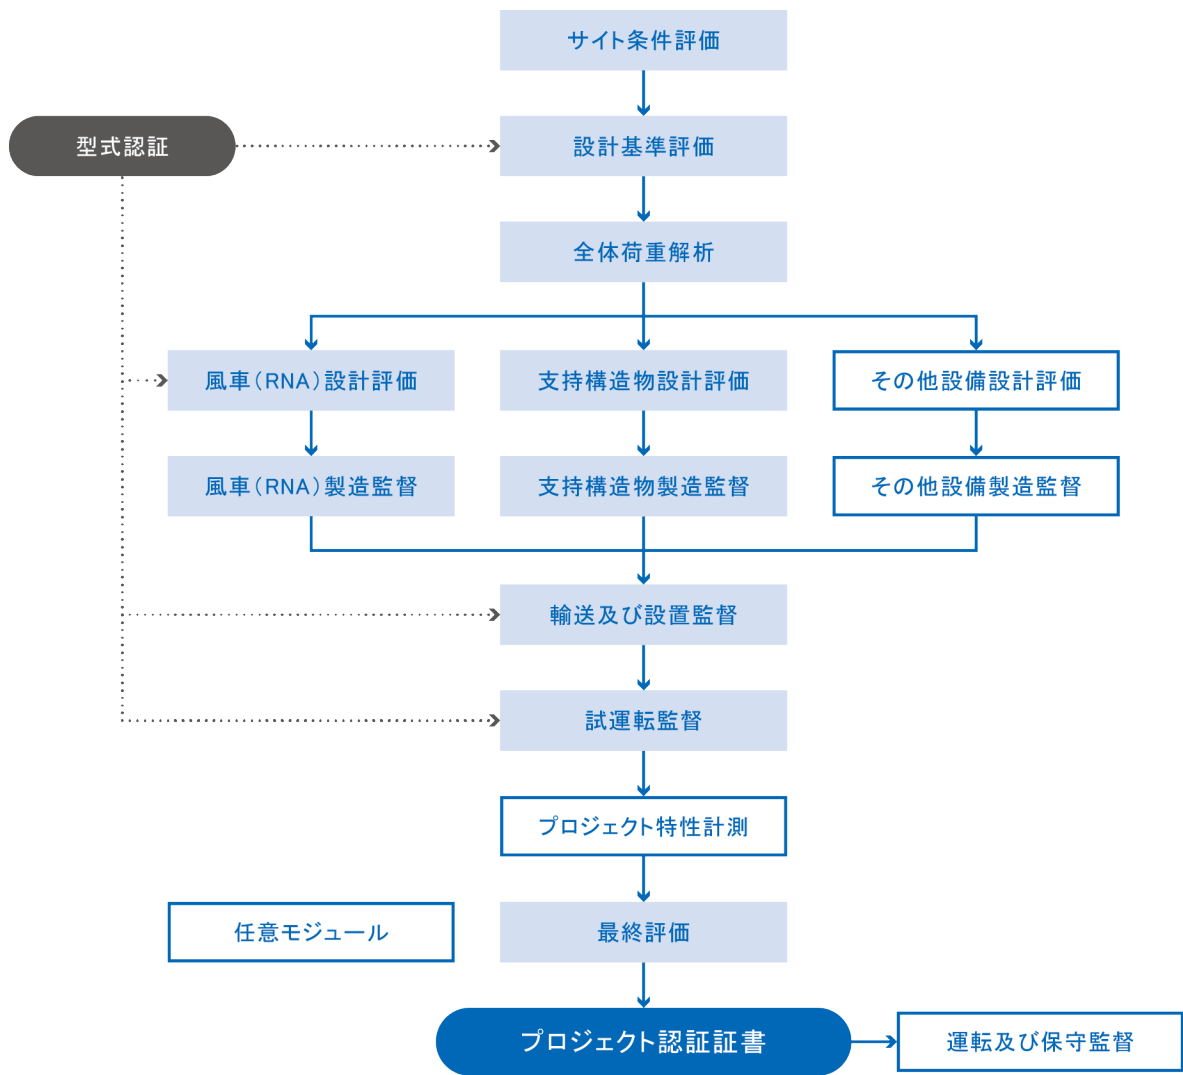 サイト条件評価
型式認証
設計基準評価
全体荷重解析
風車(RNA)設計評価
支持構造物設計評価
その他設備設計評価
風車(RNA)製造監督
支持構造物製造監督
その他設備製造監督
輸送及び設置監督
試運転監督
プロジェクト特性計測
任意モジュール
最終評価
プロジェクト認証証書
運転及び保守監督